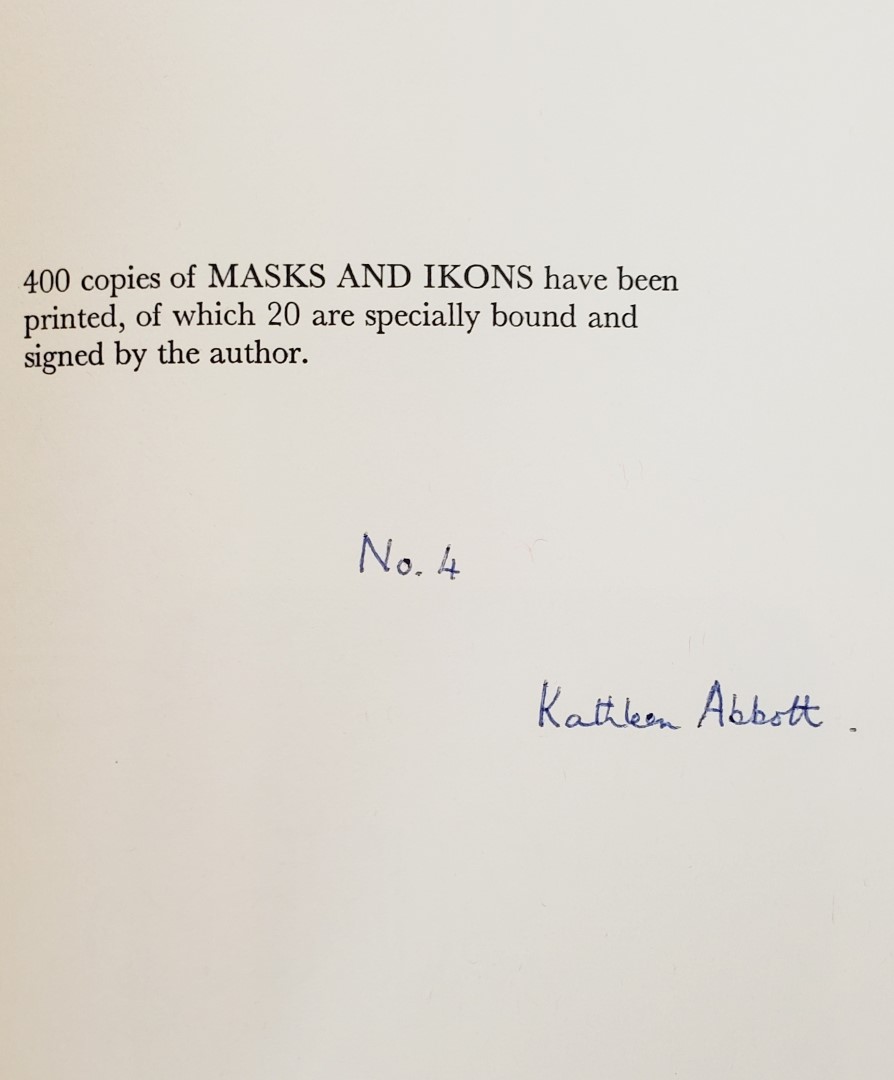 400 copies of MASKS AND IKONS have been
printed, of which 20 are specially bound and
signed by the author.
No. 4
Kathleen Abbott .